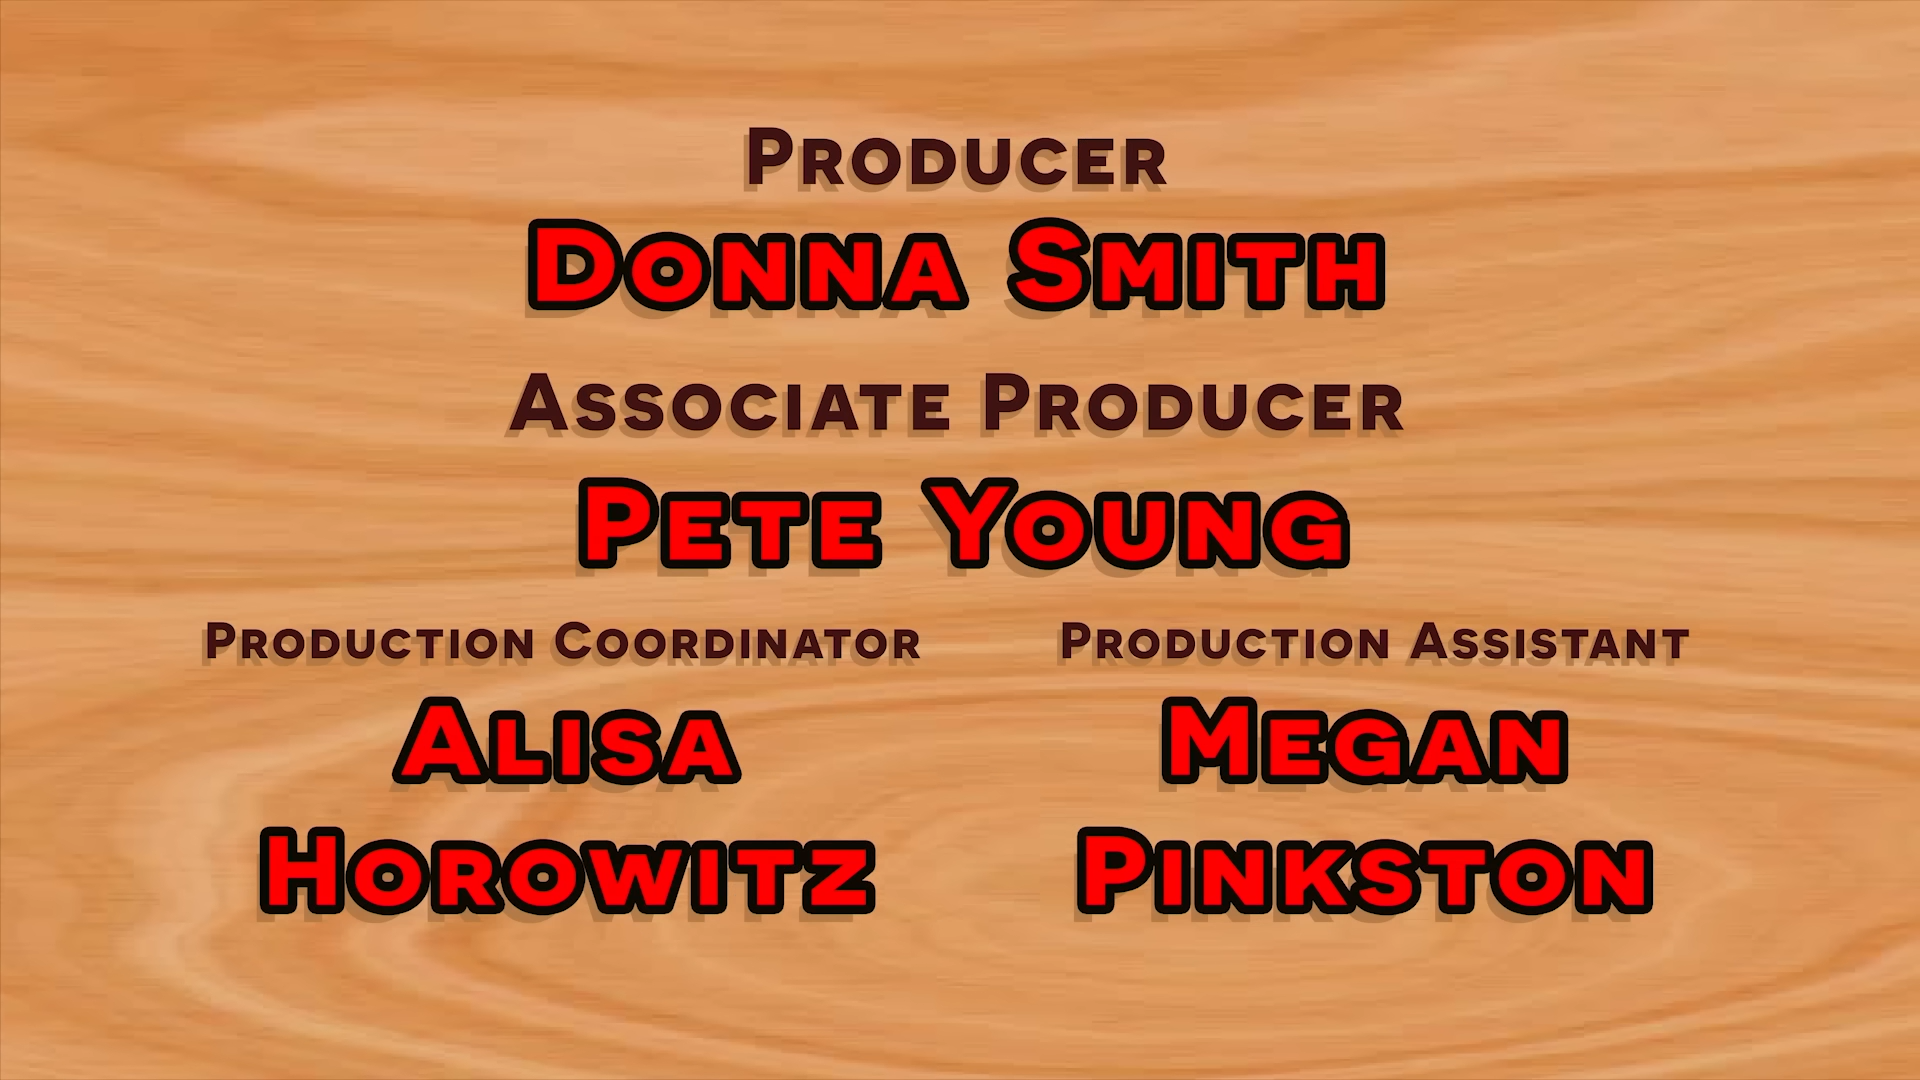 Producer
Donna Smith
Associate Producer
Pete Young
Production Coordinator
Alisa
Horowitz
Production Assistant
Megan
Pinkston